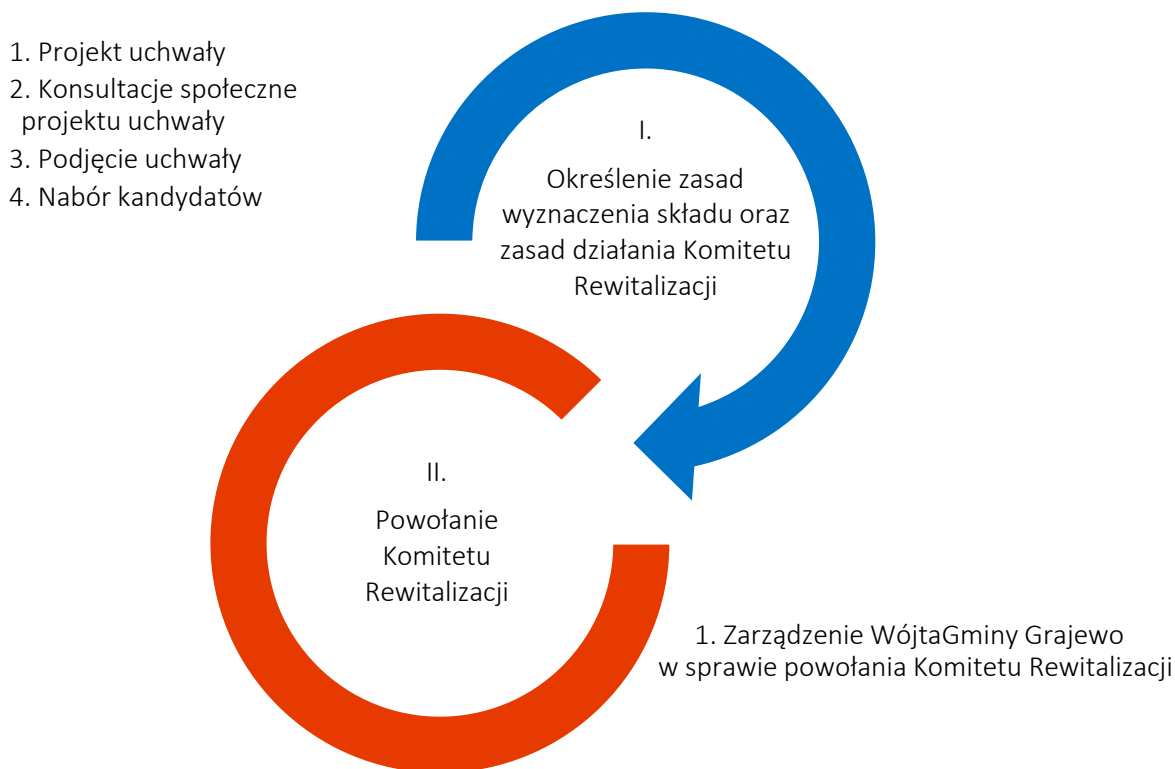 1. Projekt uchwały
2. Konsultacje społeczne
projektu uchwały
3. Podjęcie uchwały
4. Nabór kandydatów
I.
Określenie zasad
wyznaczenia składu oraz
zasad działania Komitetu
Rewitalizacji
II.
Powołanie
Komitetu
Rewitalizacji
1. Zarządzenie WójtaGminy Grajewo
w sprawie powołania Komitetu Rewitalizacji